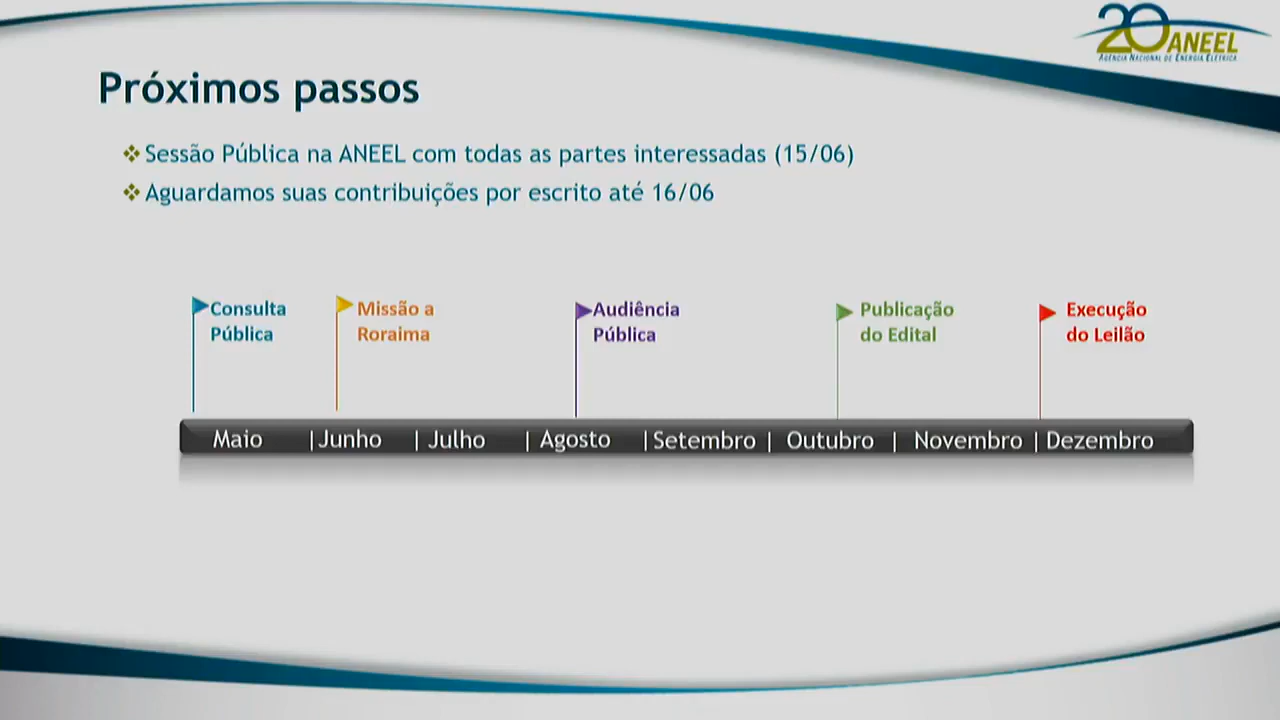 20 ANEEL
AGÊNCIA NACIONAL DE ENERGIA ELÉTRICA
Próximos passos
Sessão Pública na ANEEL com todas as partes interessadas (15/06)
Aguardamos suas contribuições por escrito até 16/06
Consulta
Pública
Missão a
Roraima
Audiência
Pública
Publicação
do Edital
Execução
do Leilão
Maio | Junho | Julho | Agosto | Setembro | Outubro | Novembro | Dezembro